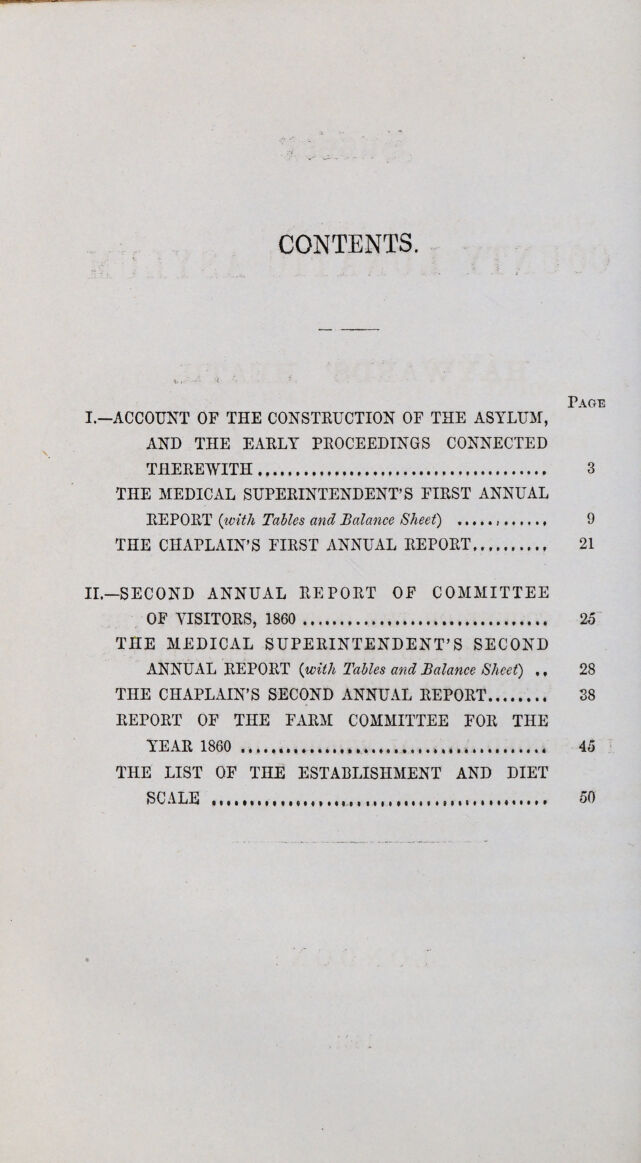 CONTENTS.
PAGE
I.—ACCOUNT OF THE CONSTRUCTION OF THE ASYLUM,
AND THE EARLY PROCEEDINGS CONNECTED
THEREWITH ..................................... 3
THE MEDICAL SUPERINTENDENT'S FIRST ANNUAL
REPORT (with Tables and Balance Sheet) ............ 9
THE CHAPLAIN'S FIRST ANNUAL REPORT.......... 21
II.—SECOND ANNUAL REPORT OF COMMITTEE
OF VISITORS, 1860 ................................ 25
THE MEDICAL SUPERINTENDENT'S SECOND
ANNUAL REPORT (with Tables and Balance Sheet) .. 28
THE CHAPLAIN'S SECOND ANNUAL REPORT........ 38
REPORT OF THE FARM COMMITTEE FOR THE
YEAR 1860 ........................................ 45
THE LIST OF THE ESTABLISHMENT AND DIET
SCALE ............................................ 50